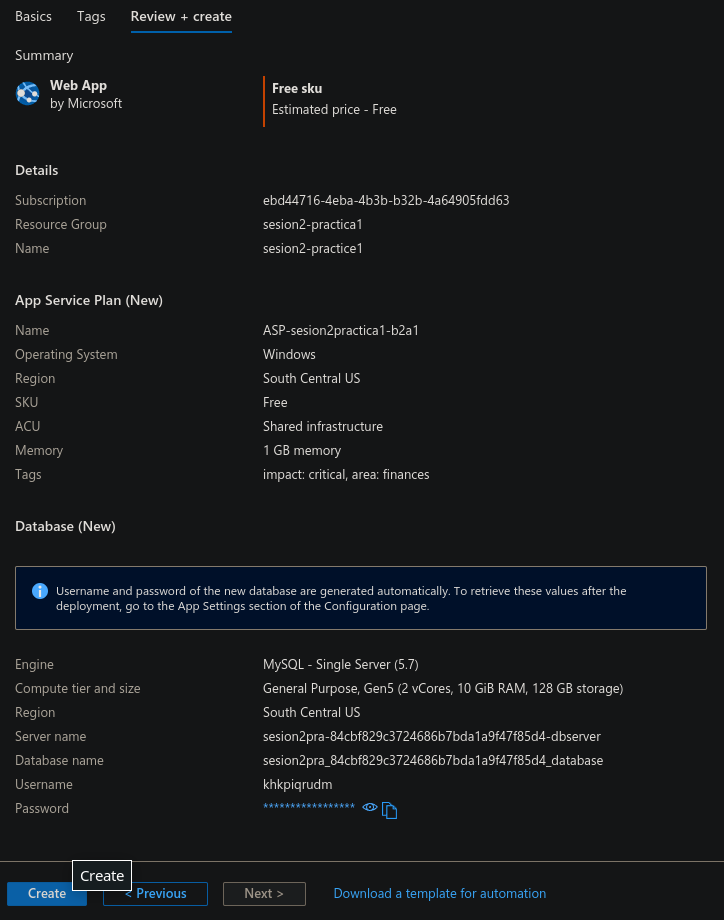 Basics Tags Review + create
Summary
Web App
by Microsoft
Free sku
Estimated price - Free
Details
Subscription ebd44716-4eba-4b3b-b32b-4a64905fdd63
Resource Group sesion2-practica1
Name sesion2-practice1
App Service Plan (New)
Name ASP-sesion2practica1-b2a1
Operating System Windows
Region South Central US
SKU Free
ACU Shared infrastructure
Memory 1 GB memory
Tags impact: critical, area: finances
Database (New)
Username and password of the new database are generated automatically. To retrieve these values after the
deployment, go to the App Settings section of the Configuration page.
Engine MySQL - Single Server (5.7)
Compute tier and size General Purpose, Gen5 (2 vCores, 10 GiB RAM, 128 GB storage)
Region South Central US
Server name sesion2pra-84cbf829c3724686b7bda1a9f47f85d4-dbserver
Database name sesion2pra_84cbf829c3724686b7bda1a9f47f85d4_database
Username khkpiqrudm
Password *****************
Create
Create < Previous Next > Download a template for automation